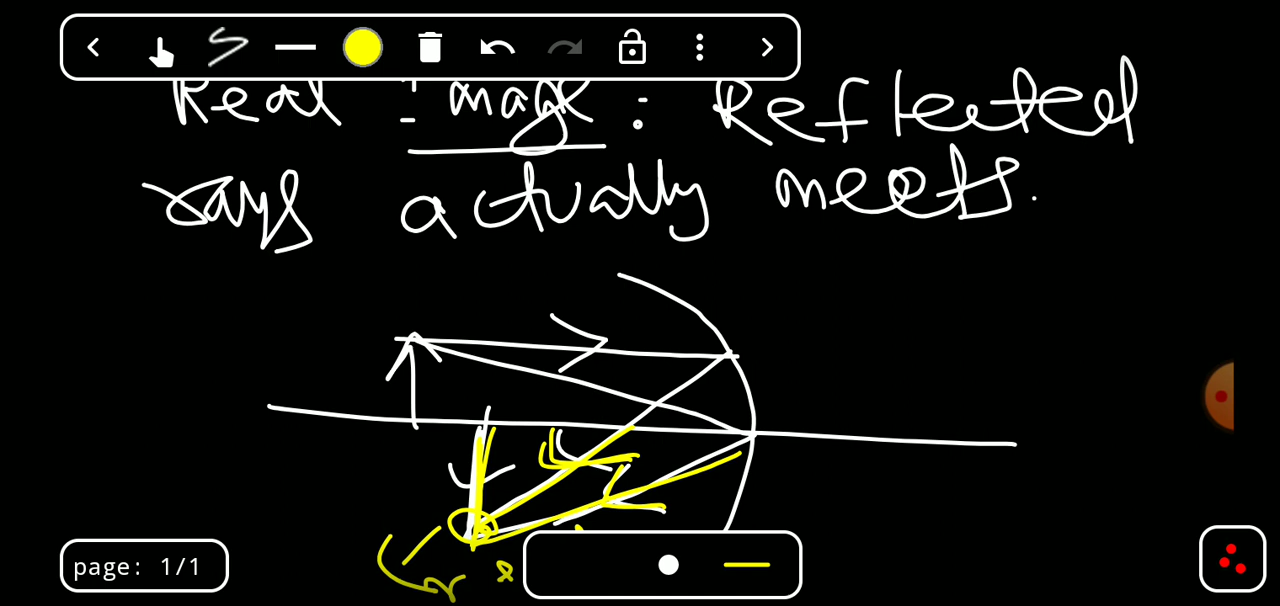 Real Image : Reflected
rays actually meets.
page: 1/1